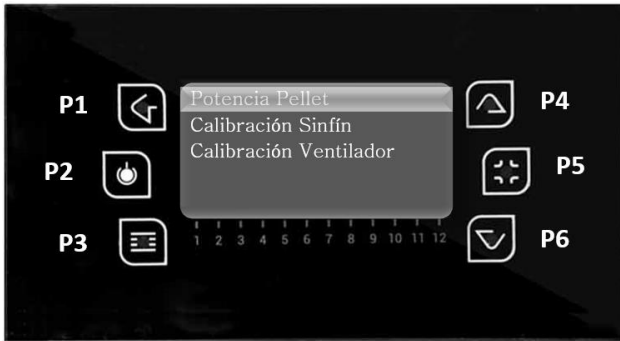 P1
P2
P3
Potencia Pellet
Calibración Sinfín
Calibración Ventilador
1 2 3 4 5 6 7 8 9 10 11 12
P4
P5
P6